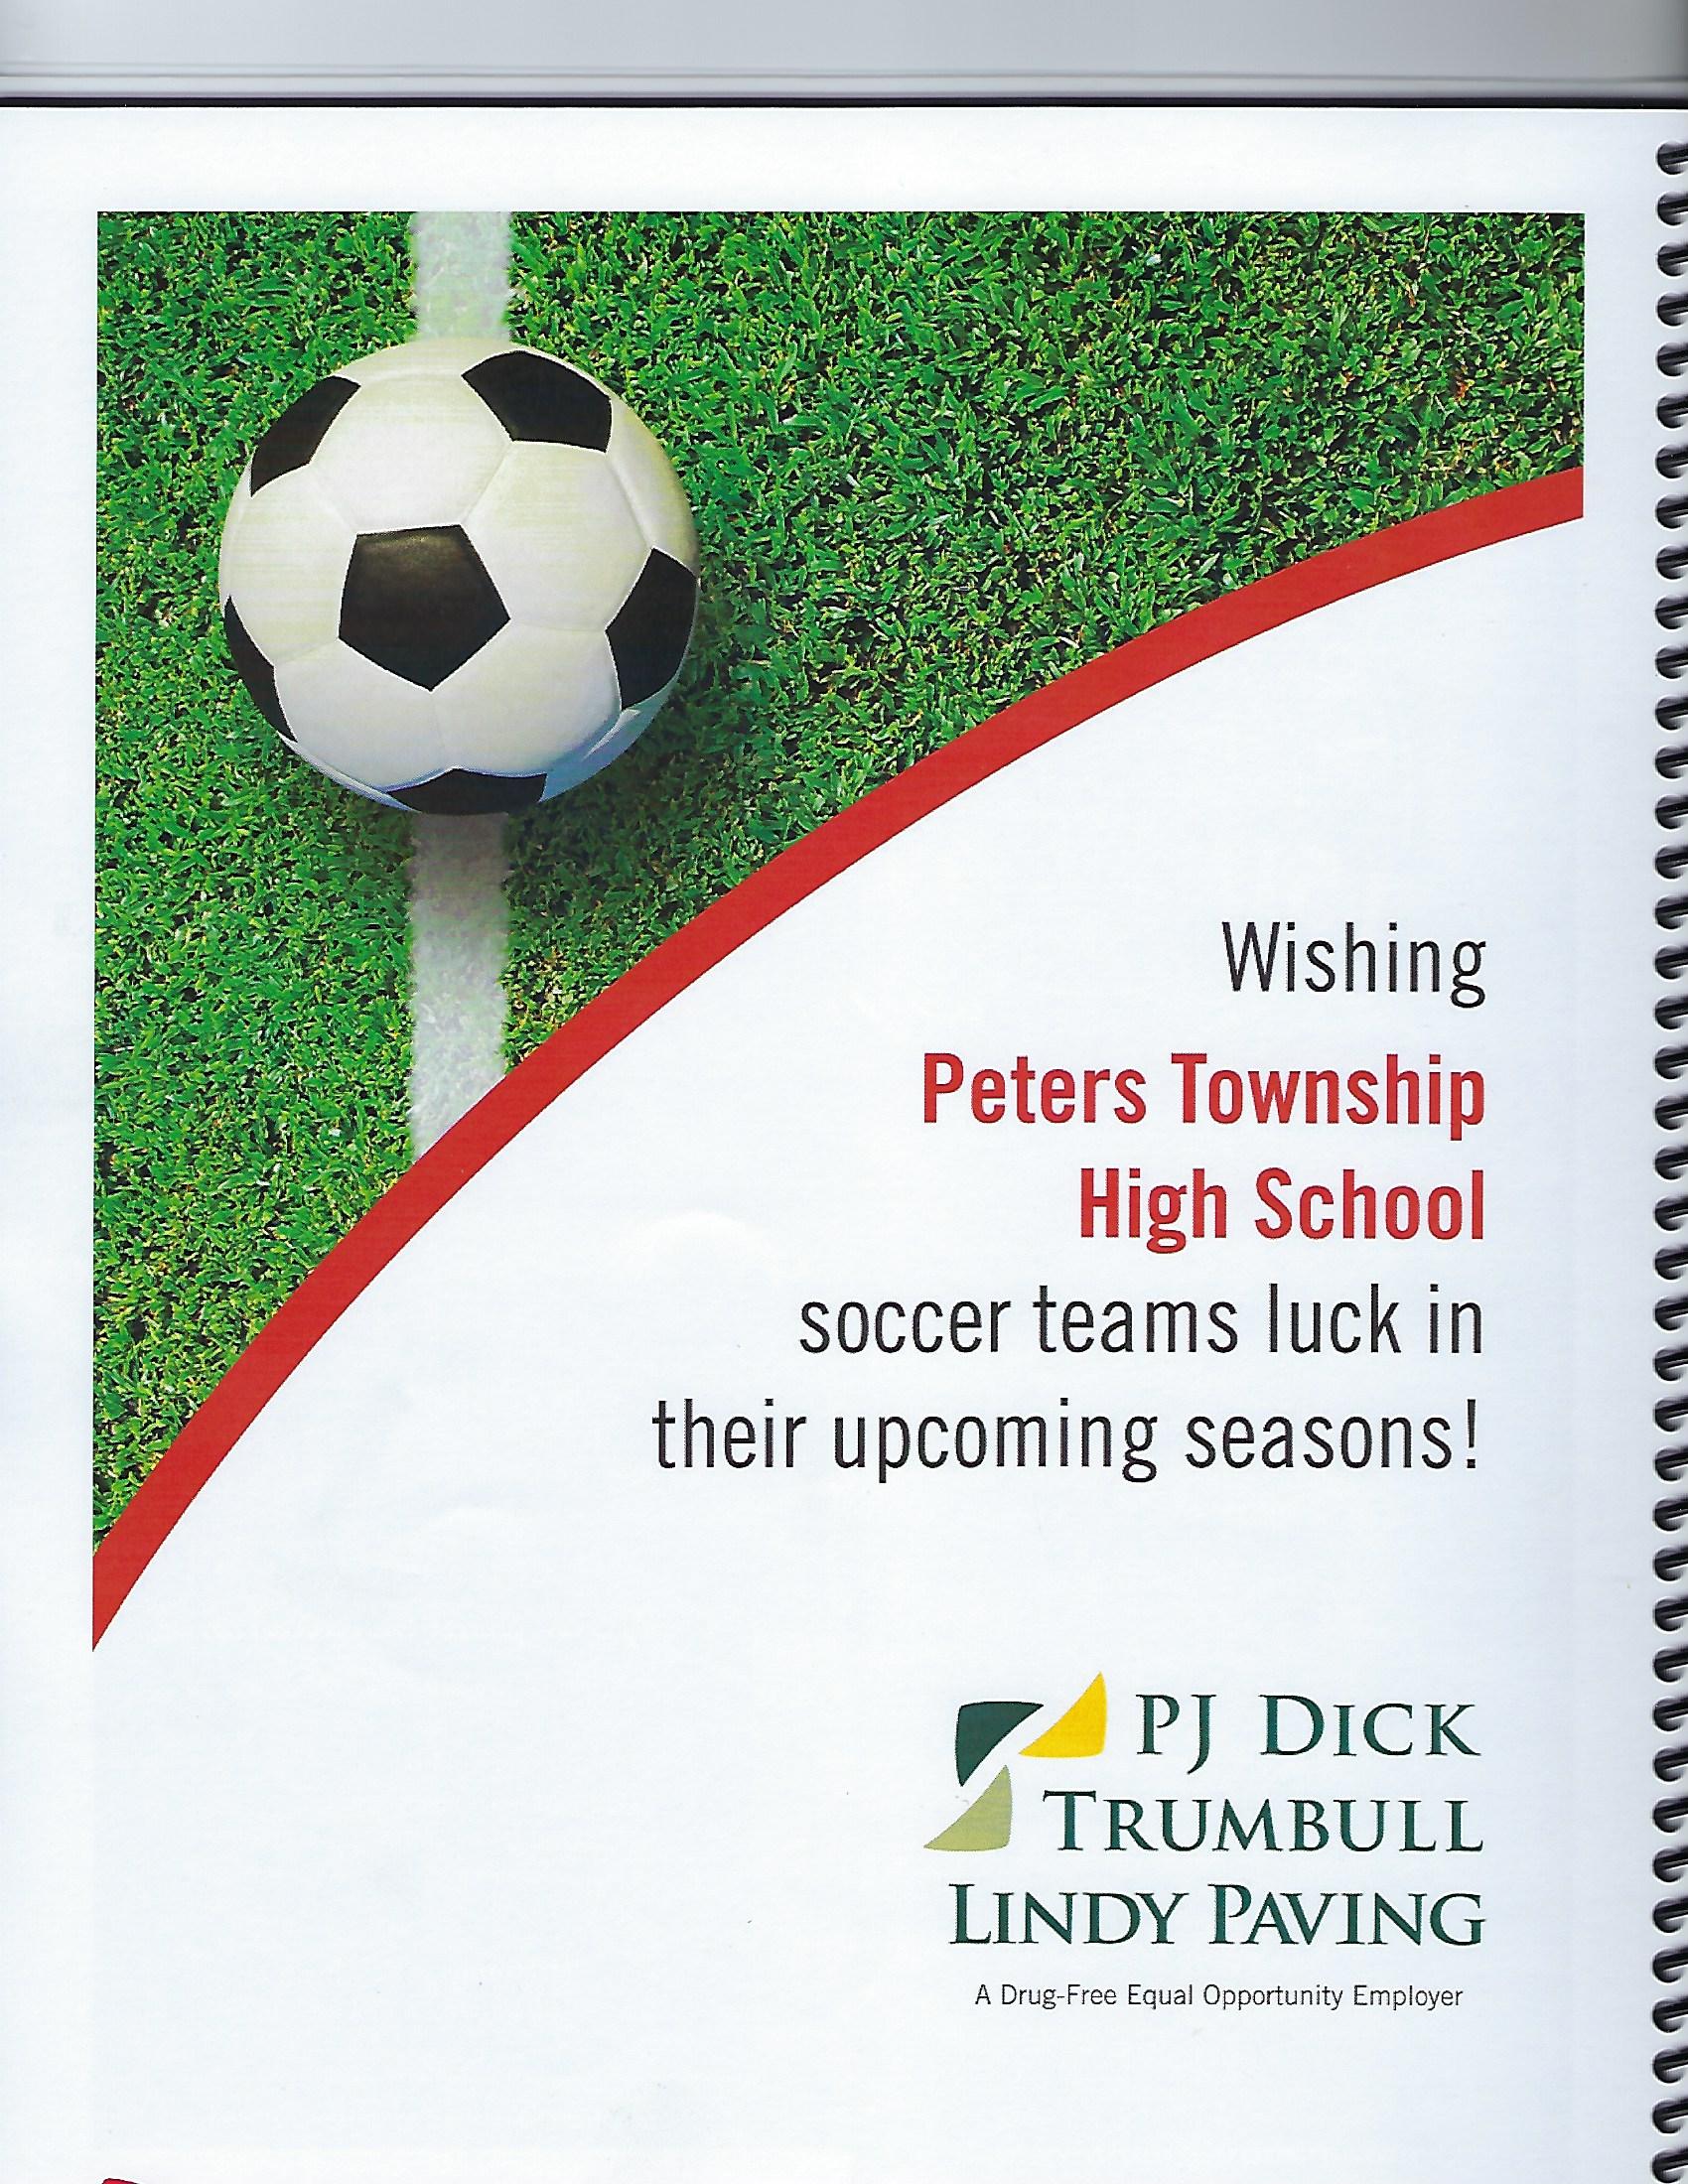 Wishing
Peters Township
High School
soccer teams luck in
their upcoming seasons!
PJ DICK
TRUMBULL
LINDY PAVING
A Drug-Free Equal Opportunity Employer